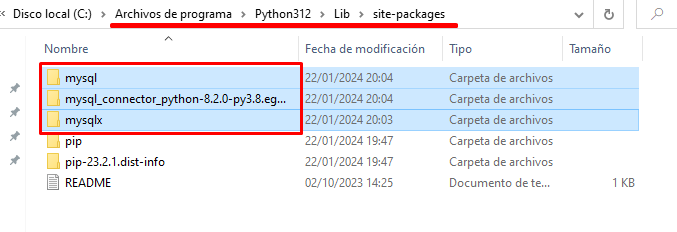 Disco local (C:) > Archivos de programa > Python312 > Lib > site-packages
Nombre Fecha de modificación Tipo Tamaño
mysql 22/01/2024 20:04 Carpeta de archivos
mysql_connector_python-8.2.0-py3.8.eg... 22/01/2024 20:04 Carpeta de archivos
mysqlx 22/01/2024 20:03 Carpeta de archivos
pip 22/01/2024 19:47 Carpeta de archivos
pip-23.2.1.dist-info 22/01/2024 19:47 Carpeta de archivos
README 02/10/2023 14:25 Documento de te... 1 KB